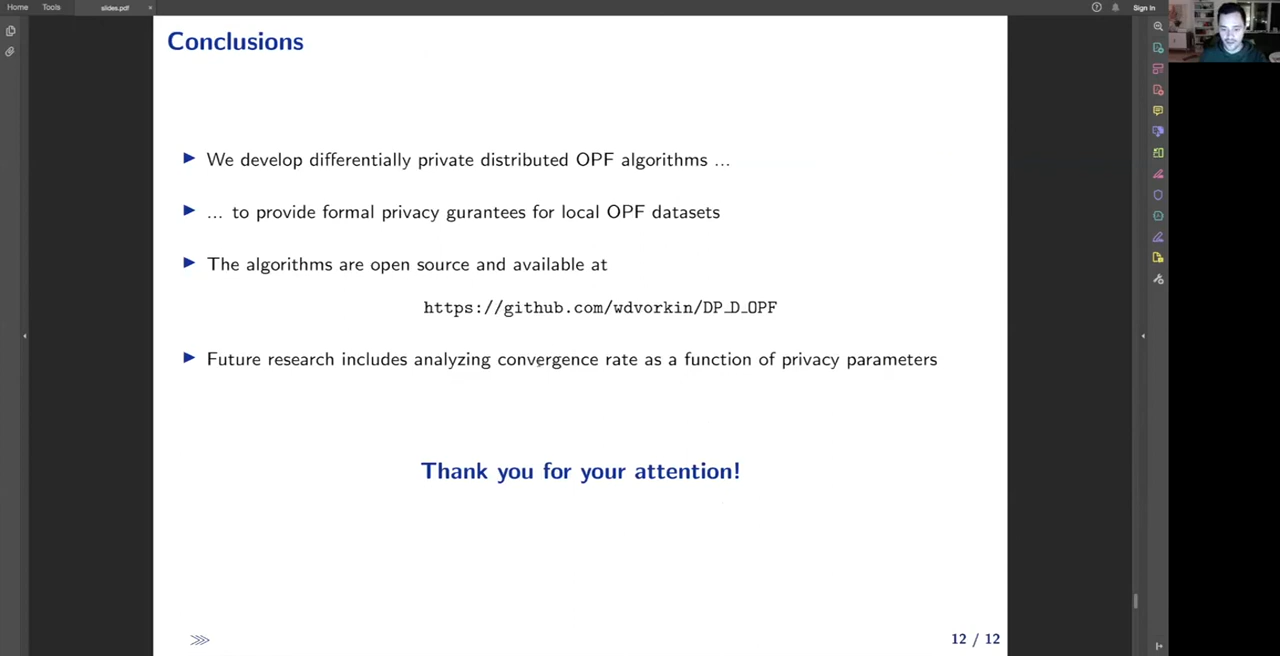 Home Tools slides.pdf × Sign In
Conclusions
▶ We develop differentially private distributed OPF algorithms ...
▶ ... to provide formal privacy gurantees for local OPF datasets
▶ The algorithms are open source and available at
https://github.com/wdvorkin/DP_D_OPF
▶ Future research includes analyzing convergence rate as a function of privacy parameters
Thank you for your attention!
12 / 12